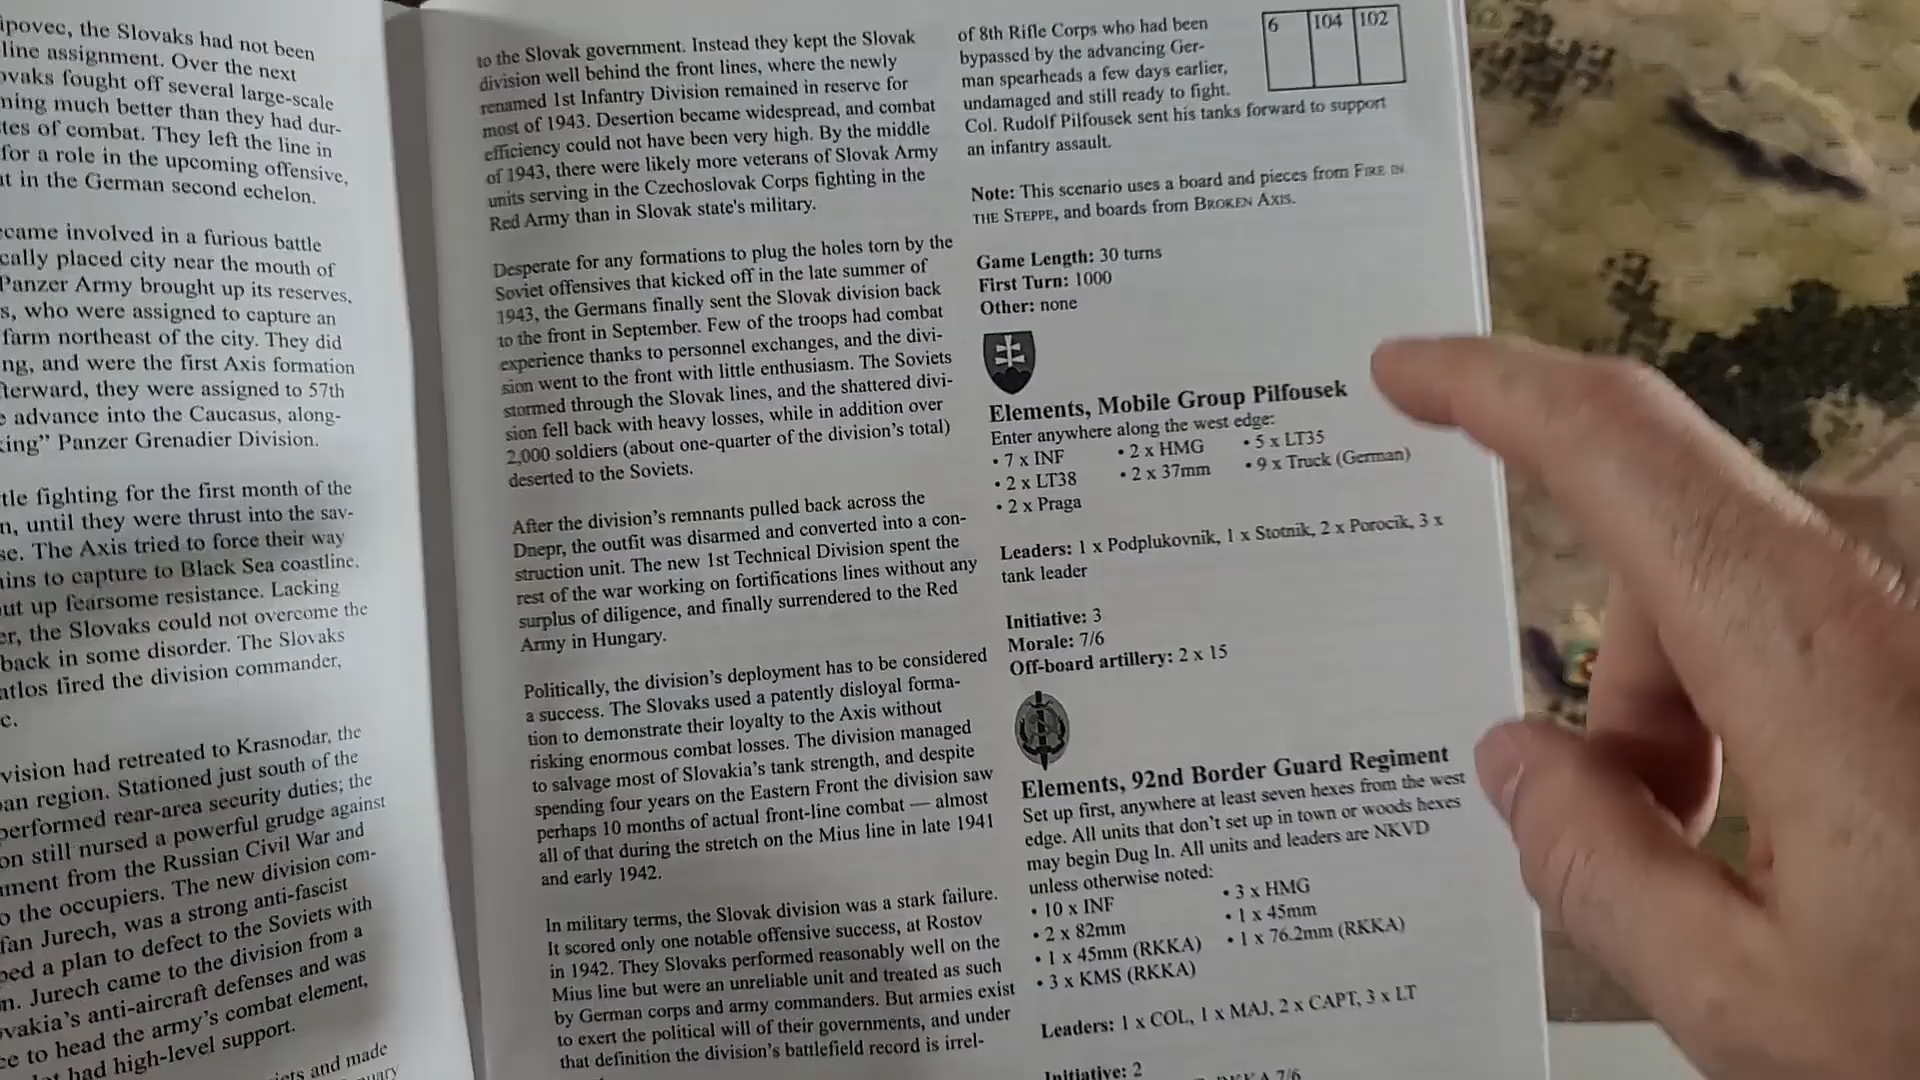 ipovec, the Slovaks had not been
line assignment. Over the next
ovaks fought off several large-scale
ning much better than they had dur-
tes of combat. They left the line in
for a role in the upcoming offensive,
ut in the German second echelon.
came involved in a furious battle
cally placed city near the mouth of
Panzer Army brought up its reserves,
s, who were assigned to capture an
farm northeast of the city. They did
ng, and were the first Axis formation
fterward, they were assigned to 57th
e advance into the Caucasus, along-
king” Panzer Grenadier Division.
tle fighting for the first month of the
n, until they were thrust into the sav-
se. The Axis tried to force their way
ains to capture to Black Sea coastline.
ut up fearsome resistance. Lacking
er, the Slovaks could not overcome the
back in some disorder. The Slovaks
atlos fired the division commander,
c.
vision had retreated to Krasnodar, the
ean region. Stationed just south of the
performed rear-area security duties; the
on still nursed a powerful grudge against
nment from the Russian Civil War and
o the occupiers. The new division com-
fan Jurech, was a strong anti-fascist
ped a plan to defect to the Soviets with
n. Jurech came to the division from a
ovakia’s anti-aircraft defenses and was
ce to head the army’s combat element,
had high-level support.
iets and made
to the Slovak government. Instead they kept the Slovak
division well behind the front lines, where the newly
renamed 1st Infantry Division remained in reserve for
most of 1943. Desertion became widespread, and combat
efficiency could not have been very high. By the middle
of 1943, there were likely more veterans of Slovak Army
units serving in the Czechoslovak Corps fighting in the
Red Army than in Slovak state's military.
Desperate for any formations to plug the holes torn by the
Soviet offensives that kicked off in the late summer of
1943, the Germans finally sent the Slovak division back
to the front in September. Few of the troops had combat
experience thanks to personnel exchanges, and the divi-
sion went to the front with little enthusiasm. The Soviets
stormed through the Slovak lines, and the shattered divi-
sion fell back with heavy losses, while in addition over
2,000 soldiers (about one-quarter of the division’s total)
deserted to the Soviets.
After the division’s remnants pulled back across the
Dnepr, the outfit was disarmed and converted into a con-
struction unit. The new 1st Technical Division spent the
rest of the war working on fortifications lines without any
surplus of diligence, and finally surrendered to the Red
Army in Hungary.
Politically, the division’s deployment has to be considered
a success. The Slovaks used a patently disloyal forma-
tion to demonstrate their loyalty to the Axis without
risking enormous combat losses. The division managed
to salvage most of Slovakia’s tank strength, and despite
spending four years on the Eastern Front the division saw
perhaps 10 months of actual front-line combat — almost
all of that during the stretch on the Mius line in late 1941
and early 1942.
In military terms, the Slovak division was a stark failure.
It scored only one notable offensive success, at Rostov
in 1942. They Slovaks performed reasonably well on the
Mius line but were an unreliable unit and treated as such
by German corps and army commanders. But armies exist
to exert the political will of their governments, and under
that definition the division’s battlefield record is irrel-
of 8th Rifle Corps who had been
bypassed by the advancing Ger-
man spearheads a few days earlier,
undamaged and still ready to fight.
Col. Rudolf Pilfousek sent his tanks forward to support
an infantry assault.
6 104 102
Note: This scenario uses a board and pieces from FIRE IN
THE STEPPE, and boards from BROKEN AXIS.
Game Length: 30 turns
First Turn: 1000
Other: none
Elements, Mobile Group Pilfousek
Enter anywhere along the west edge:
• 7 x INF • 2 x HMG • 5 x LT35
• 2 x LT38 • 2 x 37mm • 9 x Truck (German)
• 2 x Praga
Leaders: 1 x Podplukovnik, 1 x Stotnik, 2 x Porocik, 3 x
tank leader
Initiative: 3
Morale: 7/6
Off-board artillery: 2 x 15
Elements, 92nd Border Guard Regiment
Set up first, anywhere at least seven hexes from the west
edge. All units that don’t set up in town or woods hexes
may begin Dug In. All units and leaders are NKVD
unless otherwise noted:
• 10 x INF • 3 x HMG
• 2 x 82mm • 1 x 45mm
• 1 x 45mm (RKKA) • 1 x 76.2mm (RKKA)
• 3 x KMS (RKKA)
Leaders: 1 x COL, 1 x MAJ, 2 x CAPT, 3 x LT
Initiative: 2